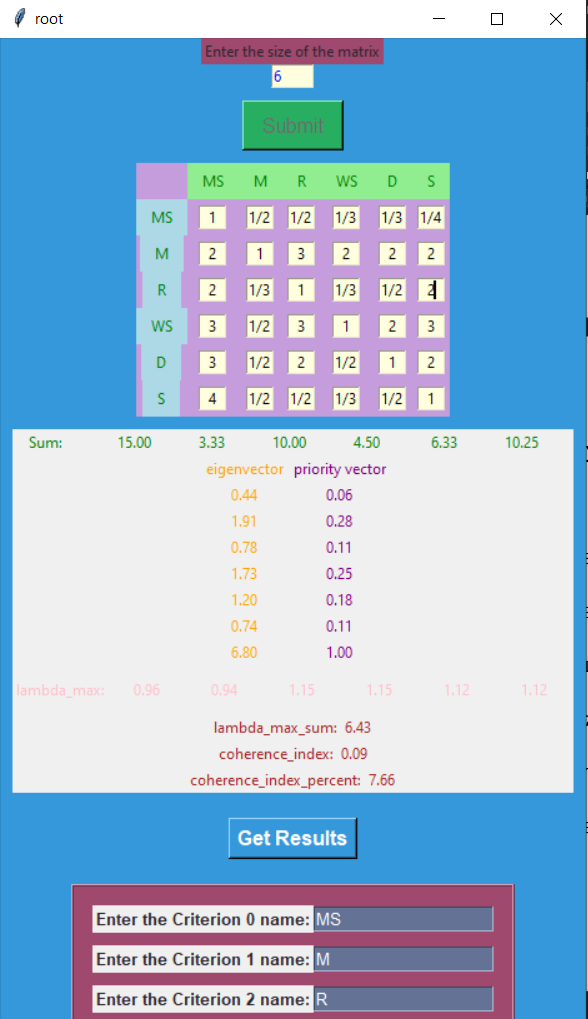 root
Enter the size of the matrix
6
Submit
MS M R WS D S
MS 1 1/2 1/2 1/3 1/3 1/4
M 2 1 3 2 2 2
R 2 1/3 1 1/3 1/2 2
WS 3 1/2 3 1 2 3
D 3 1/2 2 1/2 1 2
S 4 1/2 1/2 1/3 1/2 1
Sum: 15.00 3.33 10.00 4.50 6.33 10.25
eigenvector priority vector
0.44 0.06
1.91 0.28
0.78 0.11
1.73 0.25
1.20 0.18
0.74 0.11
6.80 1.00
lambda_max: 0.96 0.94 1.15 1.15 1.12 1.12
lambda_max_sum: 6.43
coherence_index: 0.09
coherence_index_percent: 7.66
Get Results
Enter the Criterion 0 name: MS
Enter the Criterion 1 name: M
Enter the Criterion 2 name: R